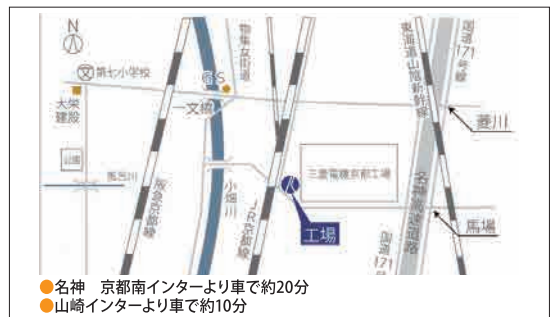 N
第七小学校
GS
物集女街道
国道171号線
大栄
建設
一文橋
東海道山陽新幹線
菱川
三菱電機京都工場
阪急京都線
小畑川
JR京都線
名神高速道路
馬場
工場
国道171
●名神　京都南インターより車で約20分
●山崎インターより車で約10分